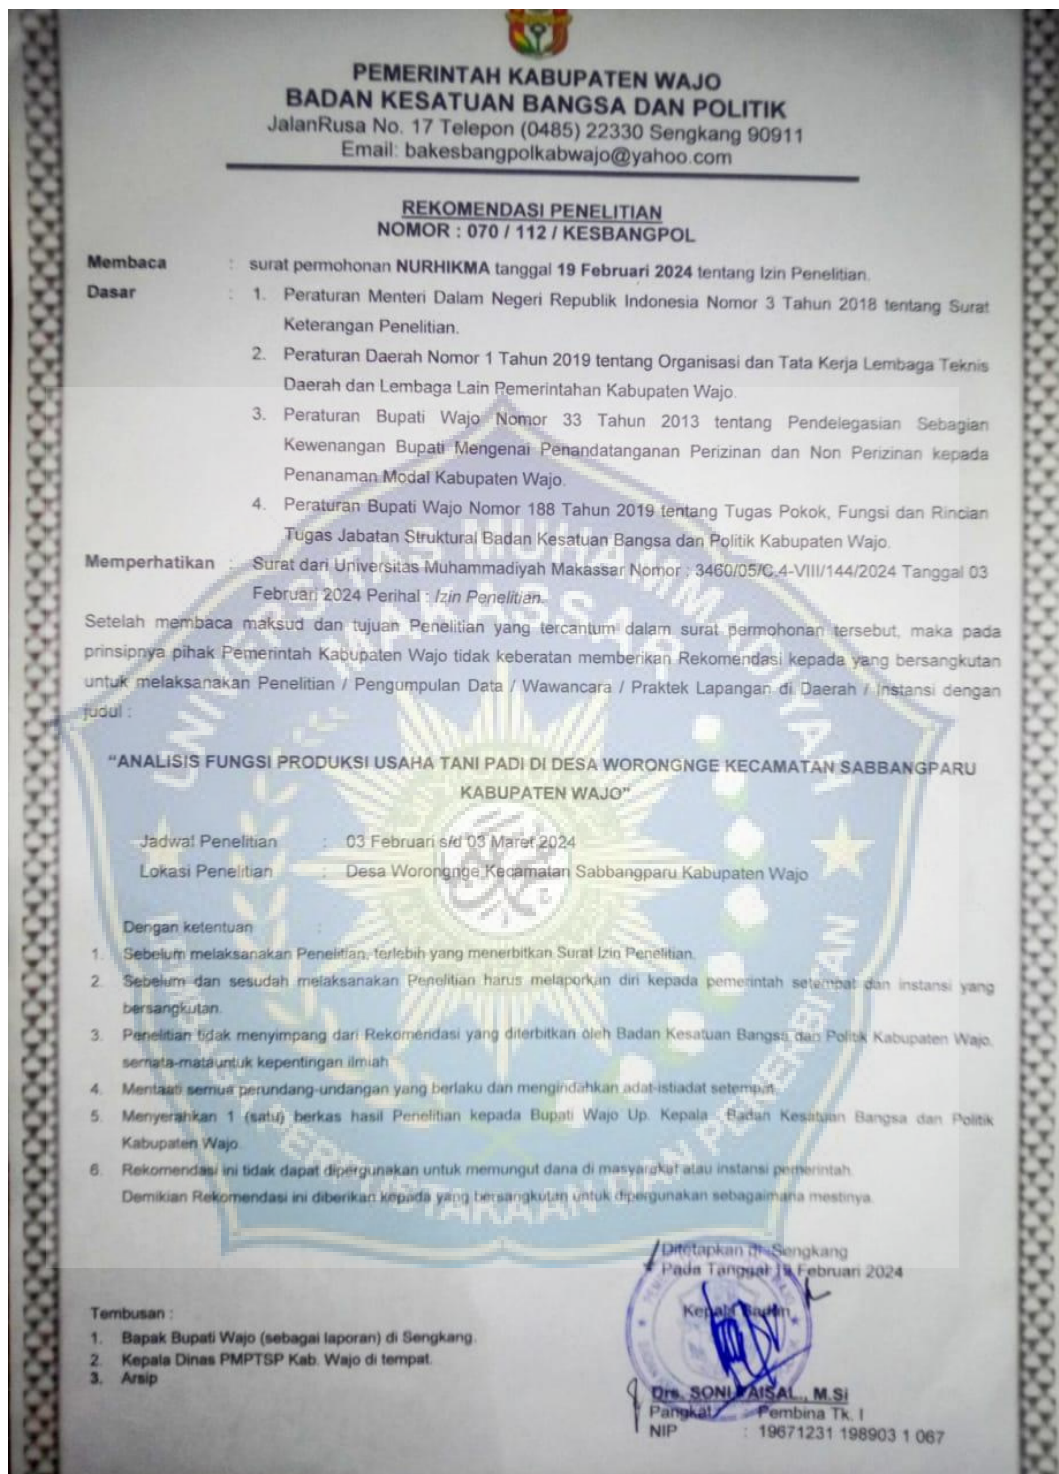 PEMERINTAH KABUPATEN WAJO
BADAN KESATUAN BANGSA DAN POLITIK
JalanRusa No. 17 Telepon (0485) 22330 Sengkang 90911
Email: bakesbangpolkabwajo@yahoo.com
REKOMENDASI PENELITIAN
NOMOR : 070 / 112 / KESBANGPOL
Membaca : surat permohonan NURHIKMA tanggal 19 Februari 2024 tentang Izin Penelitian.
Dasar : 1. Peraturan Menteri Dalam Negeri Republik Indonesia Nomor 3 Tahun 2018 tentang Surat
Keterangan Penelitian.
2. Peraturan Daerah Nomor 1 Tahun 2019 tentang Organisasi dan Tata Kerja Lembaga Teknis
Daerah dan Lembaga Lain Pemerintahan Kabupaten Wajo.
3. Peraturan Bupati Wajo Nomor 33 Tahun 2013 tentang Pendelegasian Sebagian
Kewenangan Bupati Mengenai Penandatanganan Perizinan dan Non Perizinan kepada
Penanaman Modal Kabupaten Wajo.
4. Peraturan Bupati Wajo Nomor 188 Tahun 2019 tentang Tugas Pokok, Fungsi dan Rincian
Tugas Jabatan Struktural Badan Kesatuan Bangsa dan Politik Kabupaten Wajo.
Memperhatikan : Surat dari Universitas Muhammadiyah Makassar Nomor : 3460/05/C.4-VIII/144/2024 Tanggal 03
Februari 2024 Perihal : Izin Penelitian.
Setelah membaca maksud dan tujuan Penelitian yang tercantum dalam surat permohonan tersebut, maka pada
prinsipnya pihak Pemerintah Kabupaten Wajo tidak keberatan memberikan Rekomendasi kepada yang bersangkutan
untuk melaksanakan Penelitian / Pengumpulan Data / Wawancara / Praktek Lapangan di Daerah / Instansi dengan
judul :
"ANALISIS FUNGSI PRODUKSI USAHA TANI PADI DI DESA WORONGNGE KECAMATAN SABBANGPARU
KABUPATEN WAJO"
Jadwal Penelitian : 03 Februari s/d 03 Maret 2024
Lokasi Penelitian : Desa Worongnge Kecamatan Sabbangparu Kabupaten Wajo
Dengan ketentuan :
1. Sebelum melaksanakan Penelitian, terlebih yang menerbitkan Surat Izin Penelitian.
2. Sebelum dan sesudah melaksanakan Penelitian harus melaporkan diri kepada pemerintah setempat dan instansi yang
bersangkutan.
3. Penelitian tidak menyimpang dari Rekomendasi yang diterbitkan oleh Badan Kesatuan Bangsa dan Politik Kabupaten Wajo,
semata-matauntuk kepentingan ilmiah
4. Mentaati semua perundang-undangan yang berlaku dan mengindahkan adat-istiadat setempat.
5. Menyerahkan 1 (satu) berkas hasil Penelitian kepada Bupati Wajo Up. Kepala : Badan Kesatuan Bangsa dan Politik
Kabupaten Wajo.
6. Rekomendasi ini tidak dapat dipergunakan untuk memungut dana di masyarakat atau instansi pemerintah.
Demikian Rekomendasi ini diberikan kepada yang bersangkutan untuk dipergunakan sebagaimana mestinya.
UNIVERSITAS MUHAMMADIYAH
MAKASSAR
PERPUSTAKAAN DAN PENERBITAN
Ditetapkan di Sengkang
Pada Tanggal 19 Februari 2024
Kepala Badan,
Drs. SONI FAISAL., M.Si
Pangkat : Pembina Tk. I
NIP : 19671231 198903 1 067
Tembusan :
1. Bapak Bupati Wajo (sebagai laporan) di Sengkang.
2. Kepala Dinas PMPTSP Kab. Wajo di tempat.
3. Arsip